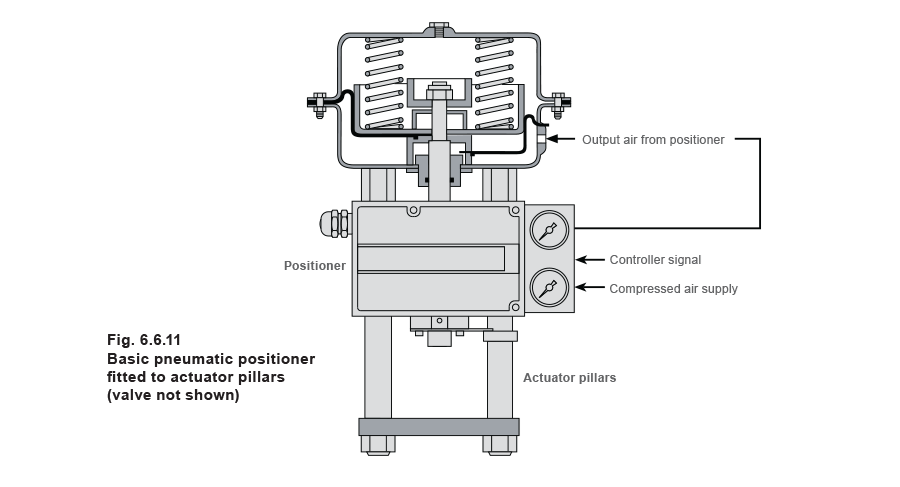 Output air from positioner
Controller signal
Positioner
Compressed air supply
Fig. 6.6.11
Basic pneumatic positioner
fitted to actuator pillars
(valve not shown)
Actuator pillars